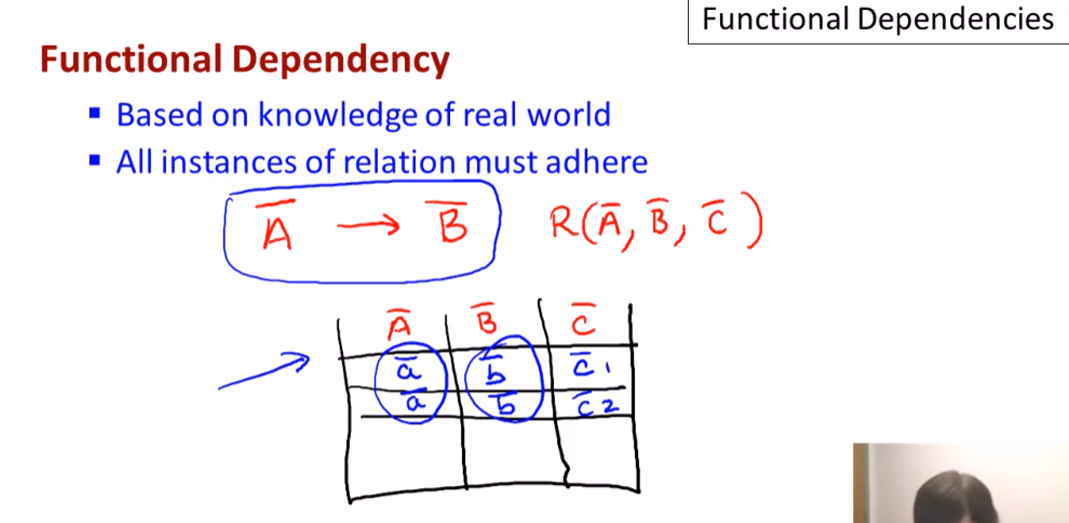 Functional Dependencies
Functional Dependency
▪ Based on knowledge of real world
▪ All instances of relation must adhere
A̅ → B̅ R(A̅, B̅, C̅)
A̅ B̅ C̅
a̅ b̅ c̅1
a̅ b̅ c̅2